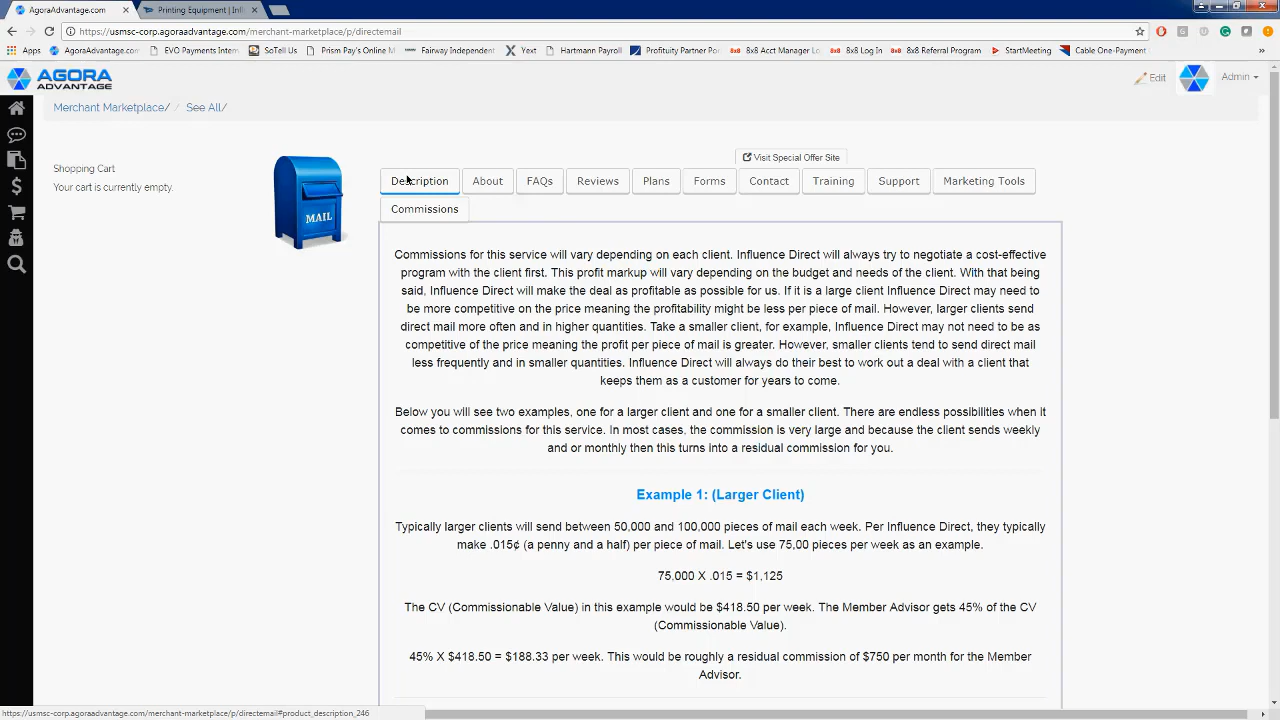 AgoraAdvantage.com
Printing Equipment | Infl
https://usmsc-corp.agoraadvantage.com/merchant-marketplace/p/directemail
Apps AgoraAdvantage.com EVO Payments Intern SoTellUs Prism Pay's Online M Fairway Independent Yext Hartmann Payroll Profituity Partner 8x8 Acct Manager Lo 8x8 Log In 8x8 Referral Program StartMeeting Cable One-Payment
AGORA
ADVANTAGE
Edit
Admin
Merchant Marketplace/ / See All/
Shopping Cart
Your cart is currently empty.
MAIL
Visit Special Offer Site
Description About FAQs Reviews Plans Forms Contact Training Support Marketing Tools
Commissions
Commissions for this service will vary depending on each client. Influence Direct will always try to negotiate a cost-effective
program with the client first. This profit markup will vary depending on the budget and needs of the client. With that being
said, Influence Direct will make the deal as profitable as possible for us. If it is a large client Influence Direct may need to
be more competitive on the price meaning the profitability might be less per piece of mail. However, larger clients send
direct mail more often and in higher quantities. Take a smaller client, for example, Influence Direct may not need to be as
competitive of the price meaning the profit per piece of mail is greater. However, smaller clients tend to send direct mail
less frequently and in smaller quantities. Influence Direct will always do their best to work out a deal with a client that
keeps them as a customer for years to come.
Below you will see two examples, one for a larger client and one for a smaller client. There are endless possibilities when it
comes to commissions for this service. In most cases, the commission is very large and because the client sends weekly
and or monthly then this turns into a residual commission for you.
Example 1: (Larger Client)
Typically larger clients will send between 50,000 and 100,000 pieces of mail each week. Per Influence Direct, they typically
make .015¢ (a penny and a half) per piece of mail. Let's use 75,00 pieces per week as an example.
75,000 X .015 = $1,125
The CV (Commissionable Value) in this example would be $418.50 per week. The Member Advisor gets 45% of the CV
(Commissionable Value).
45% X $418.50 = $188.33 per week. This would be roughly a residual commission of $750 per month for the Member
Advisor.
https://usmsc-corp.agoraadvantage.com/merchant-marketplace/p/directemail#product_description_246